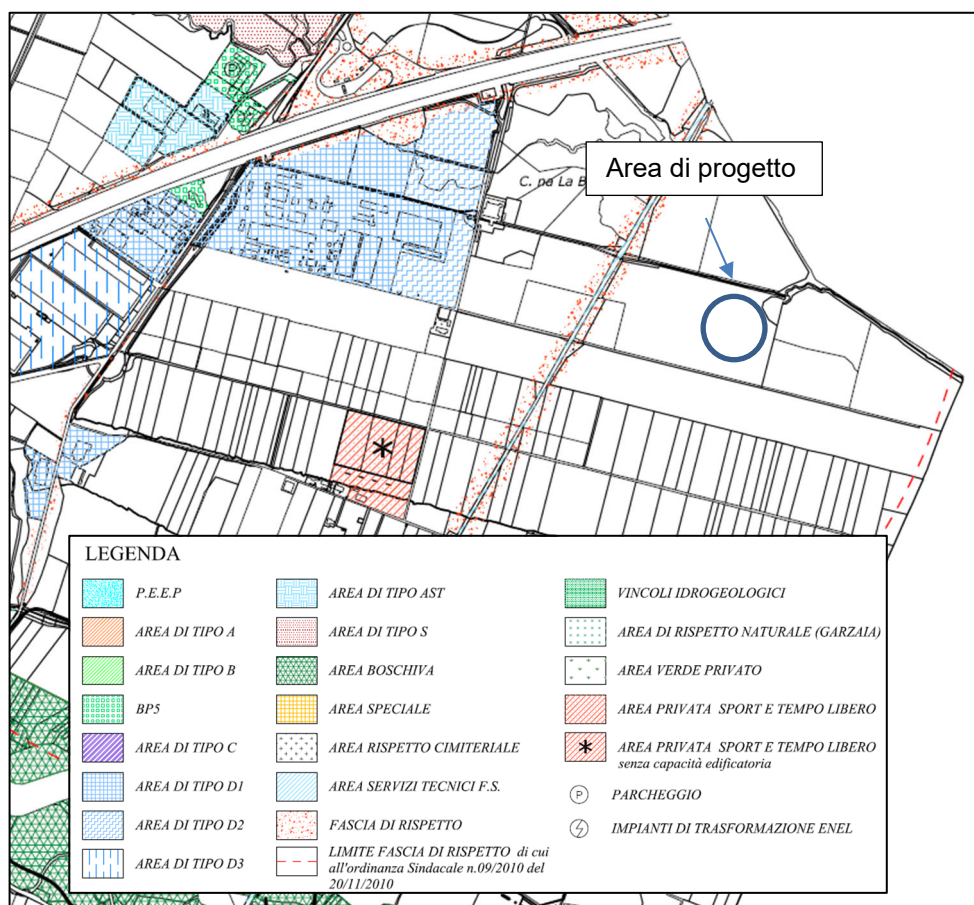 P
Area di progetto
C. na La B
LEGENDA
P.E.E.P
AREA DI TIPO A
AREA DI TIPO B
BP5
AREA DI TIPO C
AREA DI TIPO D1
AREA DI TIPO D2
AREA DI TIPO D3
AREA DI TIPO AST
AREA DI TIPO S
AREA BOSCHIVA
AREA SPECIALE
AREA RISPETTO CIMITERIALE
AREA SERVIZI TECNICI F.S.
FASCIA DI RISPETTO
LIMITE FASCIA DI RISPETTO di cui
all'ordinanza Sindacale n.09/2010 del
20/11/2010
VINCOLI IDROGEOLOGICI
AREA DI RISPETTO NATURALE (GARZAIA)
AREA VERDE PRIVATO
AREA PRIVATA SPORT E TEMPO LIBERO
AREA PRIVATA SPORT E TEMPO LIBERO
senza capacità edificatoria
P PARCHEGGIO
IMPIANTI DI TRASFORMAZIONE ENEL